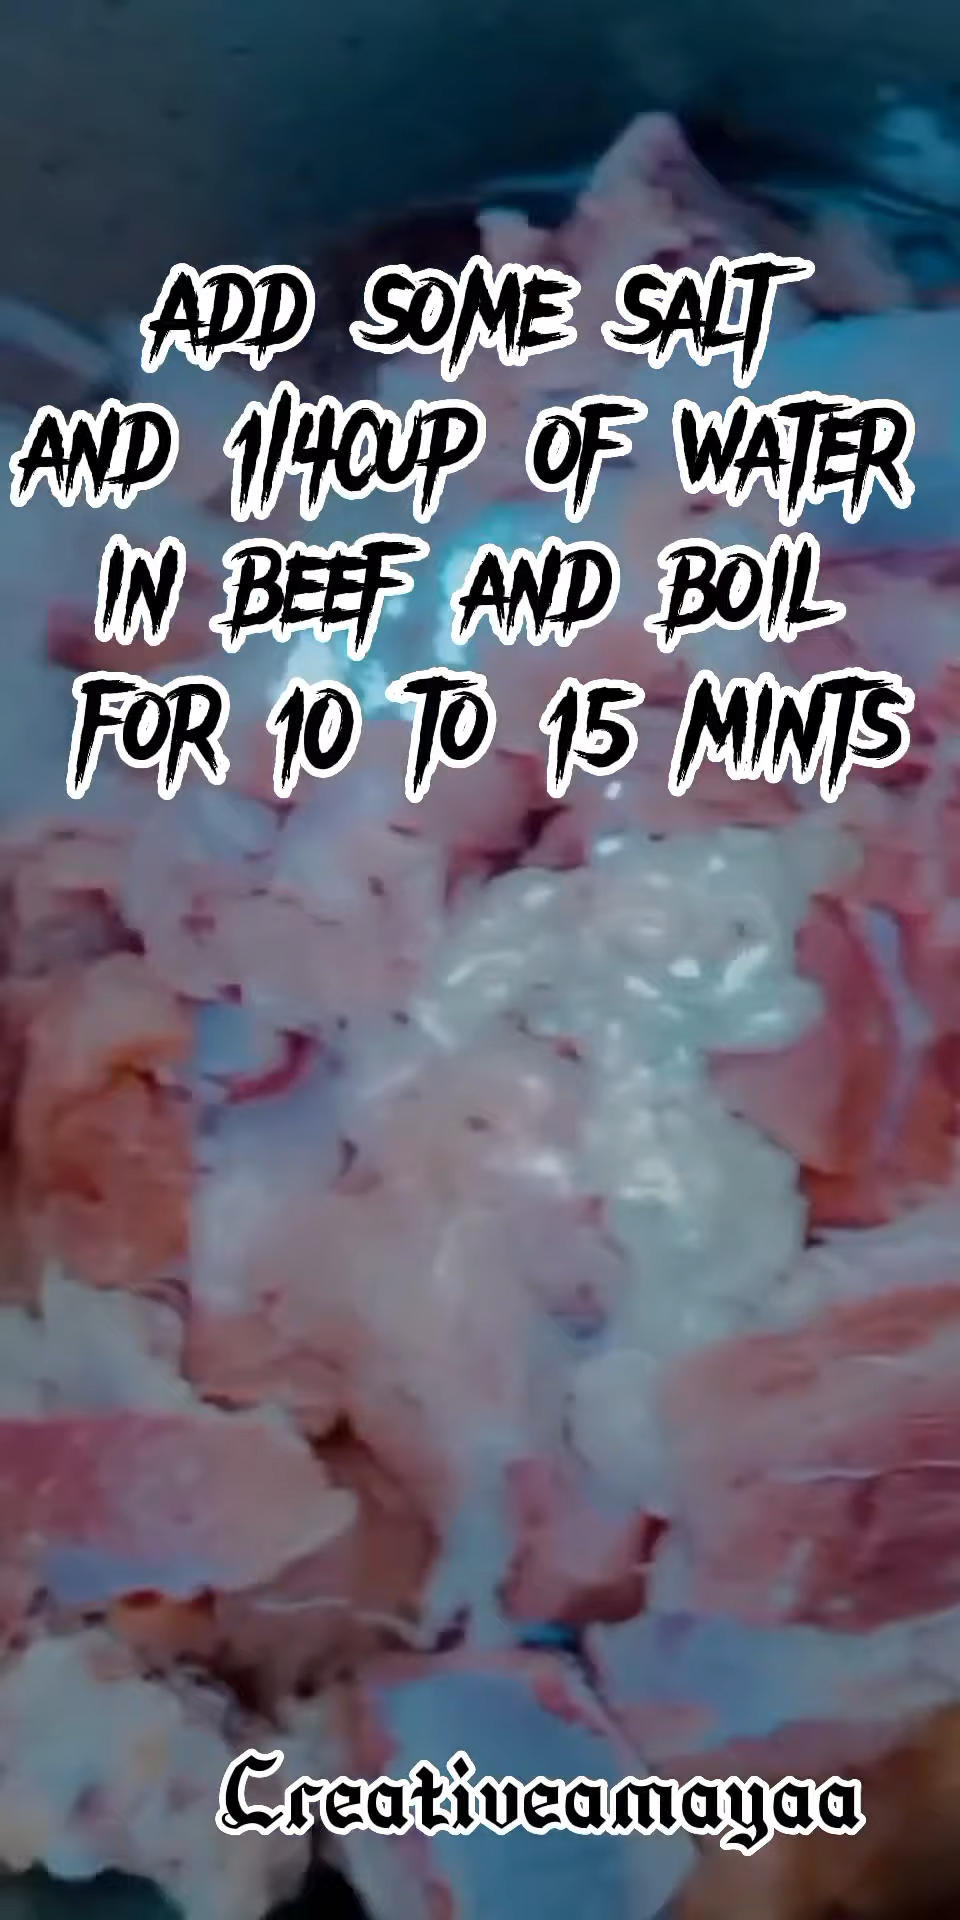 ADD SOME SALT
AND 1/4CUP OF WATER
IN BEEF AND BOIL
FOR 10 TO 15 MINTS
Creativeamayaa